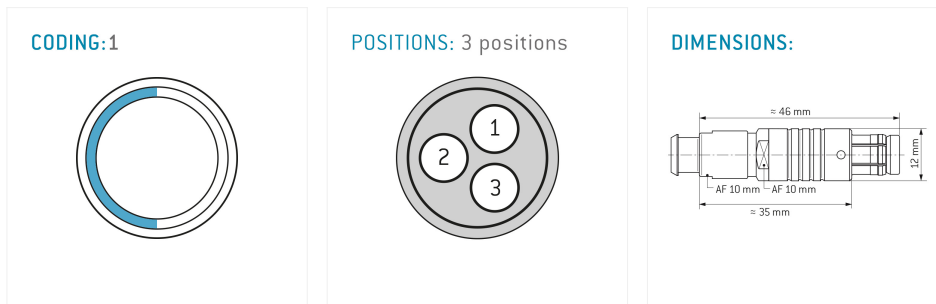 CODING: 1
POSITIONS: 3 positions
1
2
3
DIMENSIONS:
≈ 46 mm
12 mm
AF 10 mm
AF 10 mm
≈ 35 mm